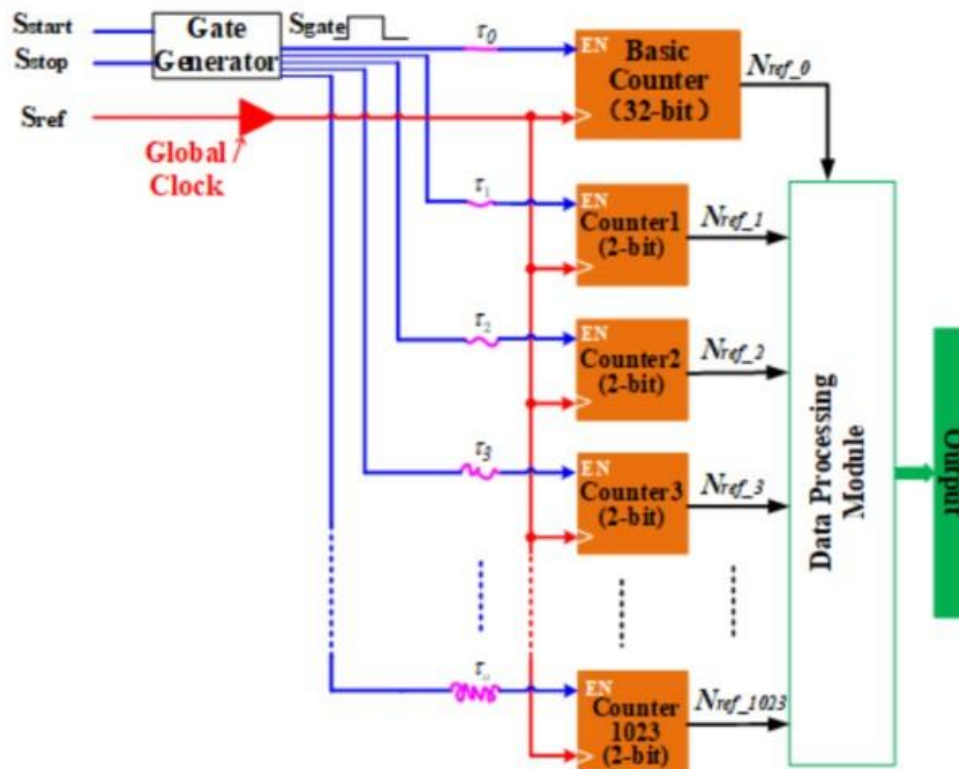 Sstart
Sstop
Sref
Gate
Generator
Sgate
τ0
Global
Clock
EN
Basic
Counter
(32-bit)
Nref_0
τ1
EN
Counter1
(2-bit)
Nref_1
τ2
EN
Counter2
(2-bit)
Nref_2
τ3
EN
Counter3
(2-bit)
Nref_3
τ
EN
Counter
1023
(2-bit)
Nref_1023
Data Processing
Module
Output